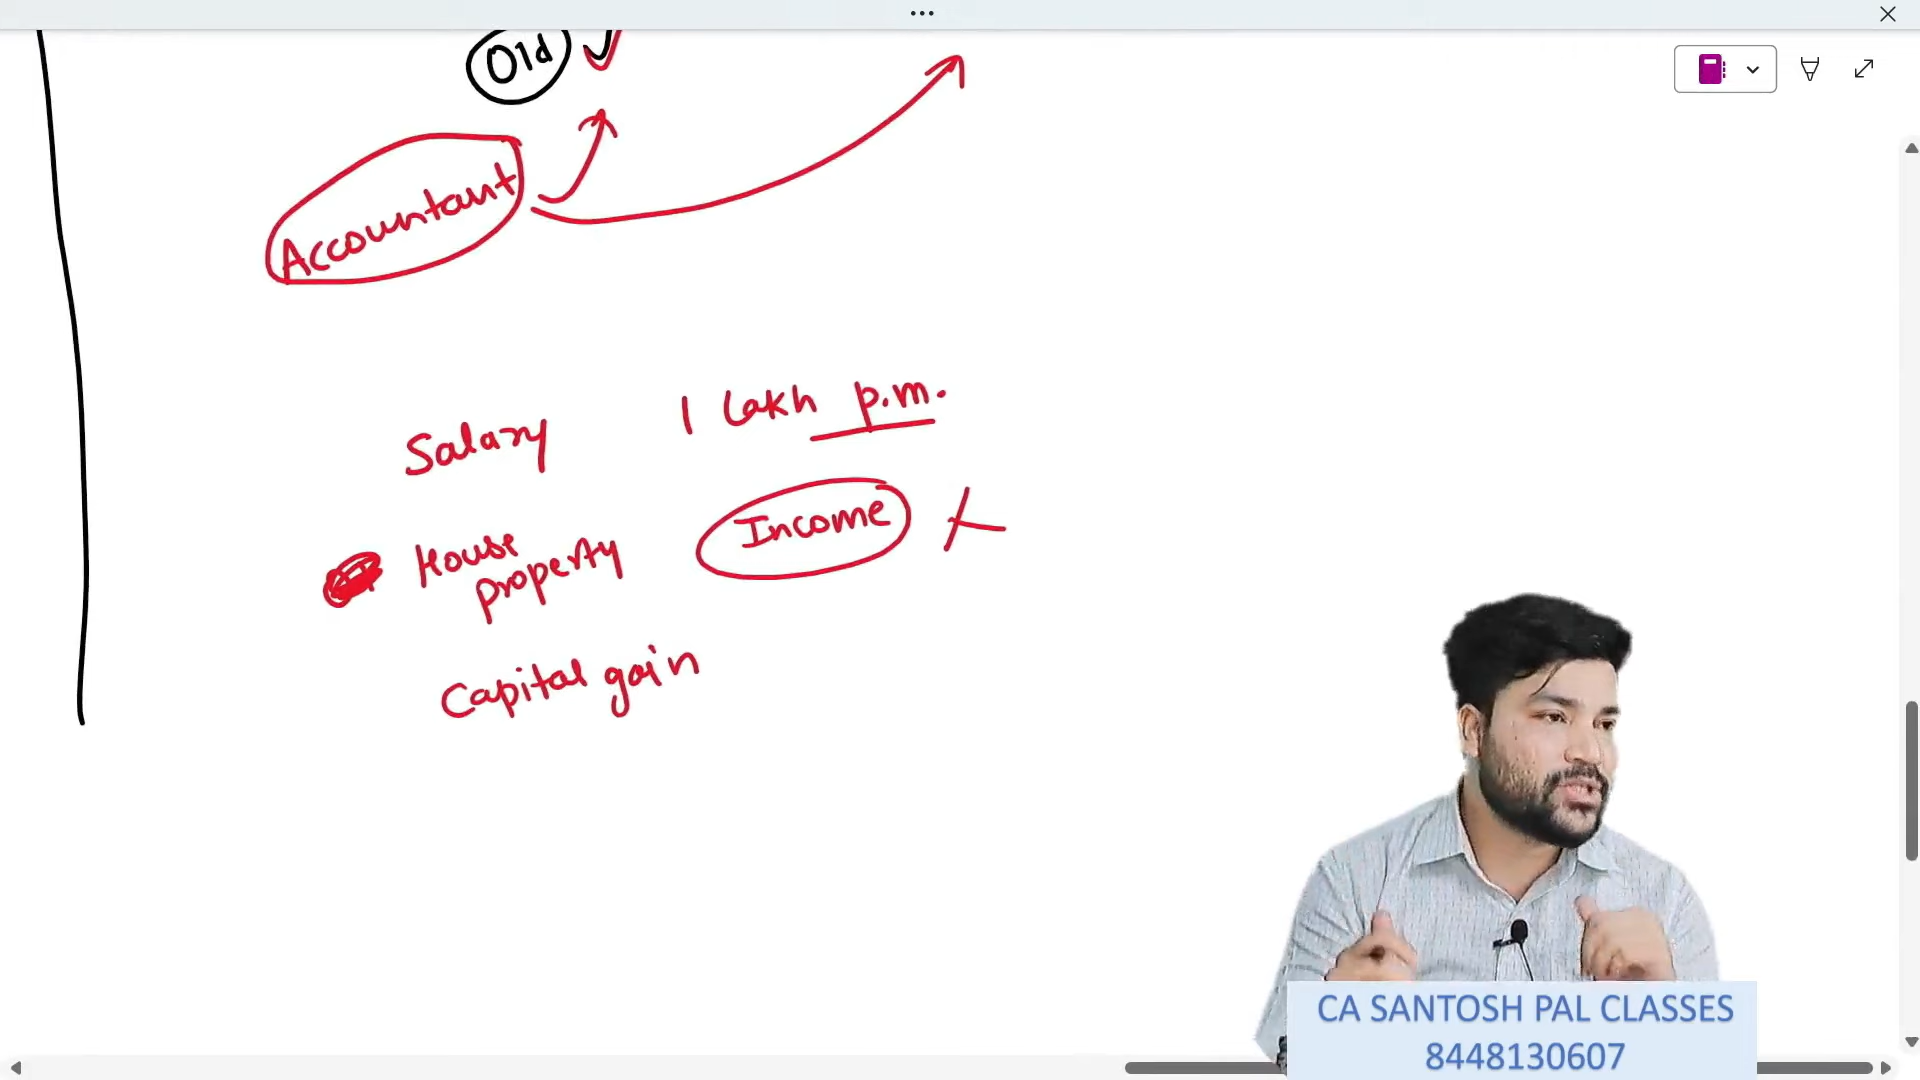 Old
Accountant
Salary 1 Lakh p.m.
House property Income
Capital gain
CA SANTOSH PAL CLASSES
8448130607